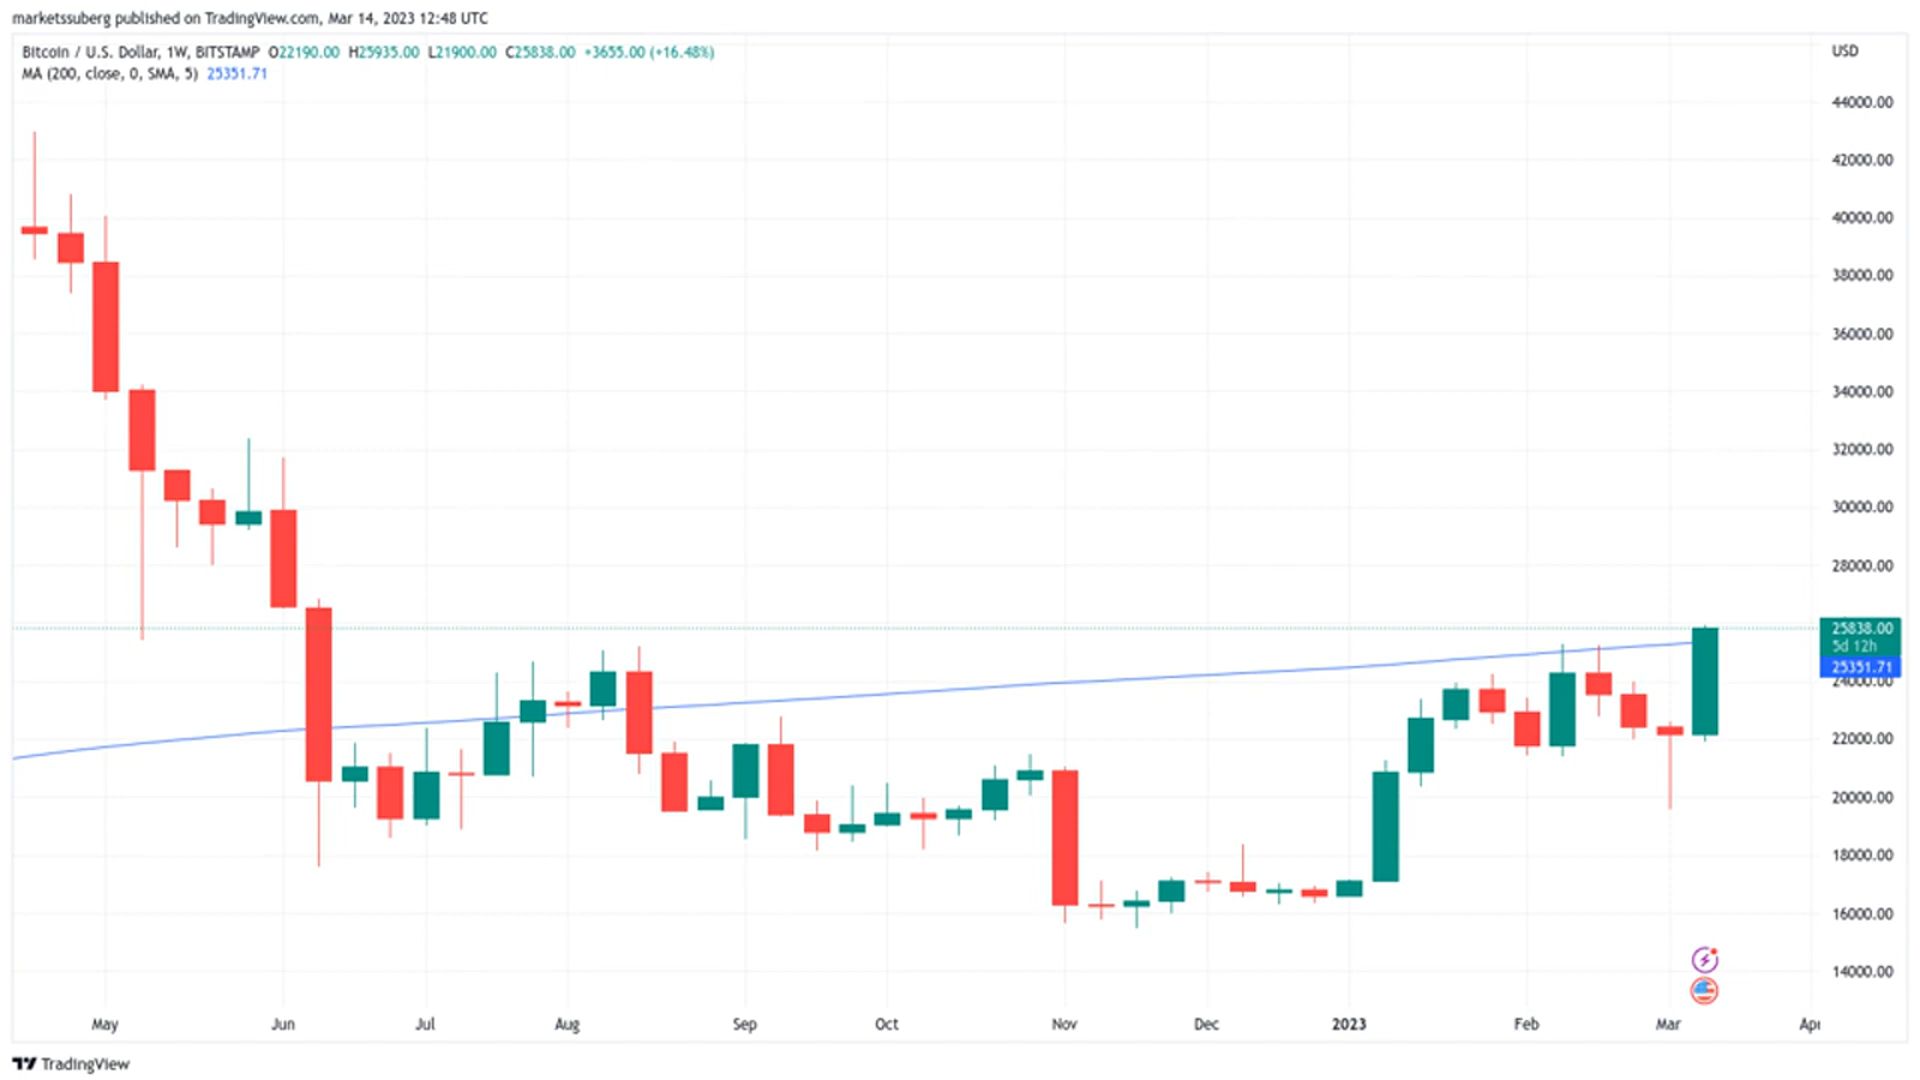 marketssuberg published on TradingView.com, Mar 14, 2023 12:48 UTC
Bitcoin / U.S. Dollar, 1W, BITSTAMP O22190.00 H25935.00 L21900.00 C25838.00 +3655.00 (+16.48%)
MA (200, close, 0, SMA, 5) 25351.71
USD
44000.00
42000.00
40000.00
38000.00
36000.00
34000.00
32000.00
30000.00
28000.00
25838.00
5d 12h
25351.71
24000.00
22000.00
20000.00
18000.00
16000.00
14000.00
May Jun Jul Aug Sep Oct Nov Dec 2023 Feb Mar Apr
TradingView